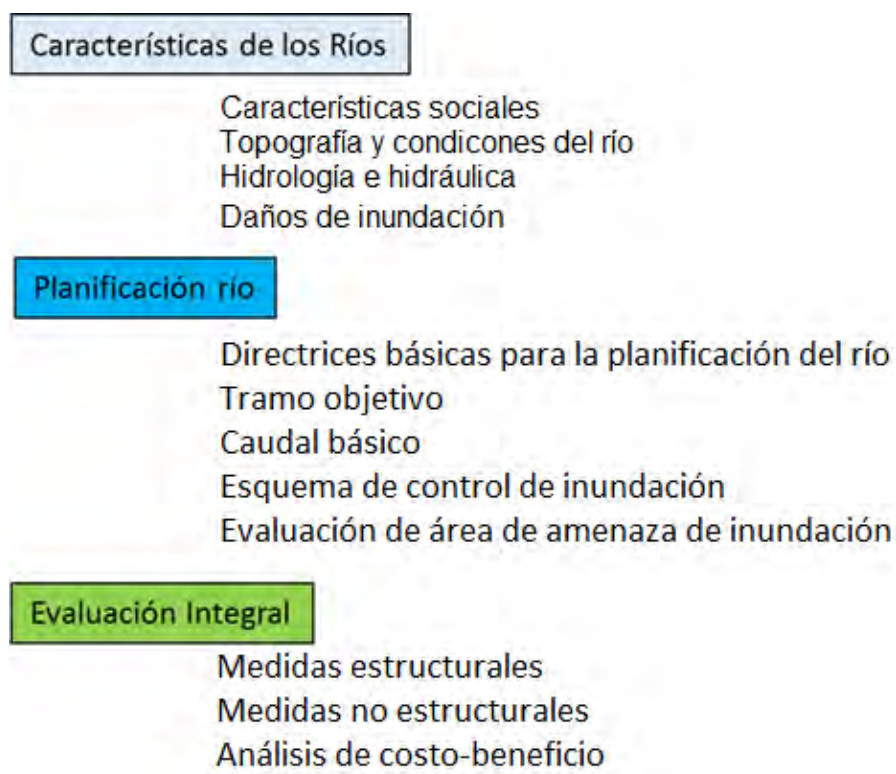 Características de los Ríos
Características sociales
Topografía y condicones del río
Hidrología e hidráulica
Daños de inundación
Planificación río
Directrices básicas para la planificación del río
Tramo objetivo
Caudal básico
Esquema de control de inundación
Evaluación de área de amenaza de inundación
Evaluación Integral
Medidas estructurales
Medidas no estructurales
Análisis de costo-beneficio